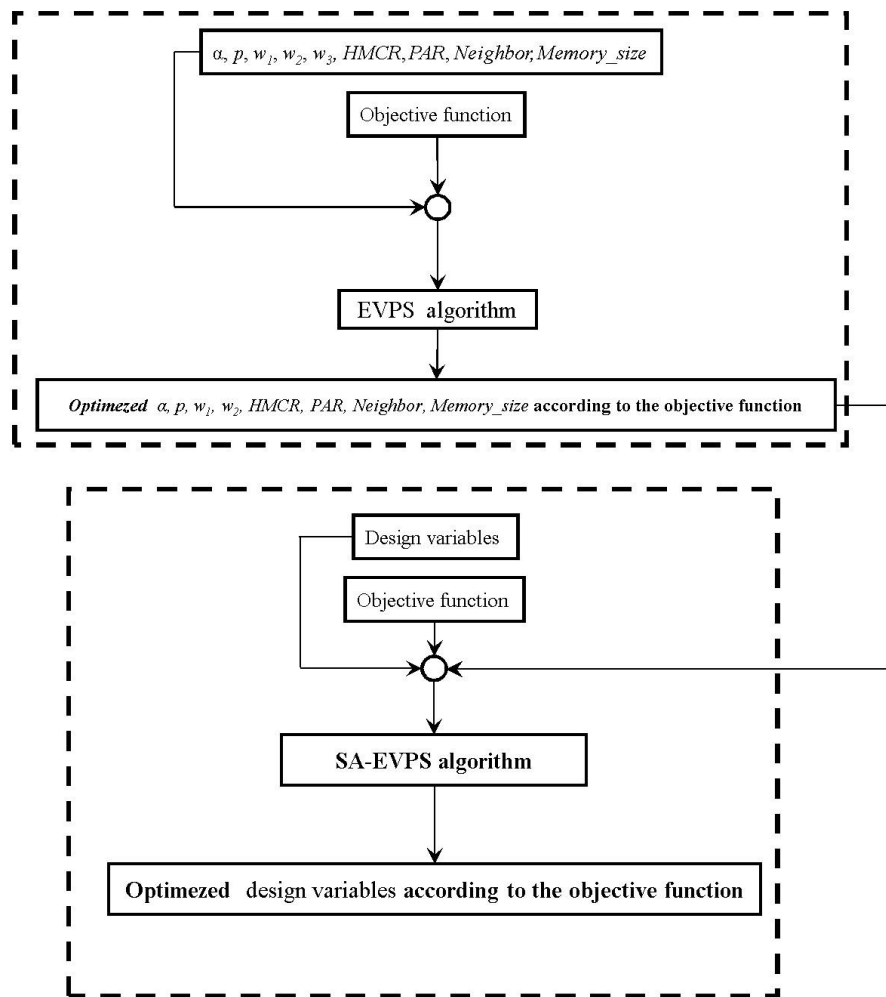 α, p, w1, w2, w3, HMCR, PAR, Neighbor, Memory_size
Objective function
EVPS algorithm
Optimezed α, p, w1, w2, HMCR, PAR, Neighbor, Memory_size according to the objective function
Design variables
Objective function
SA-EVPS algorithm
Optimezed design variables according to the objective function